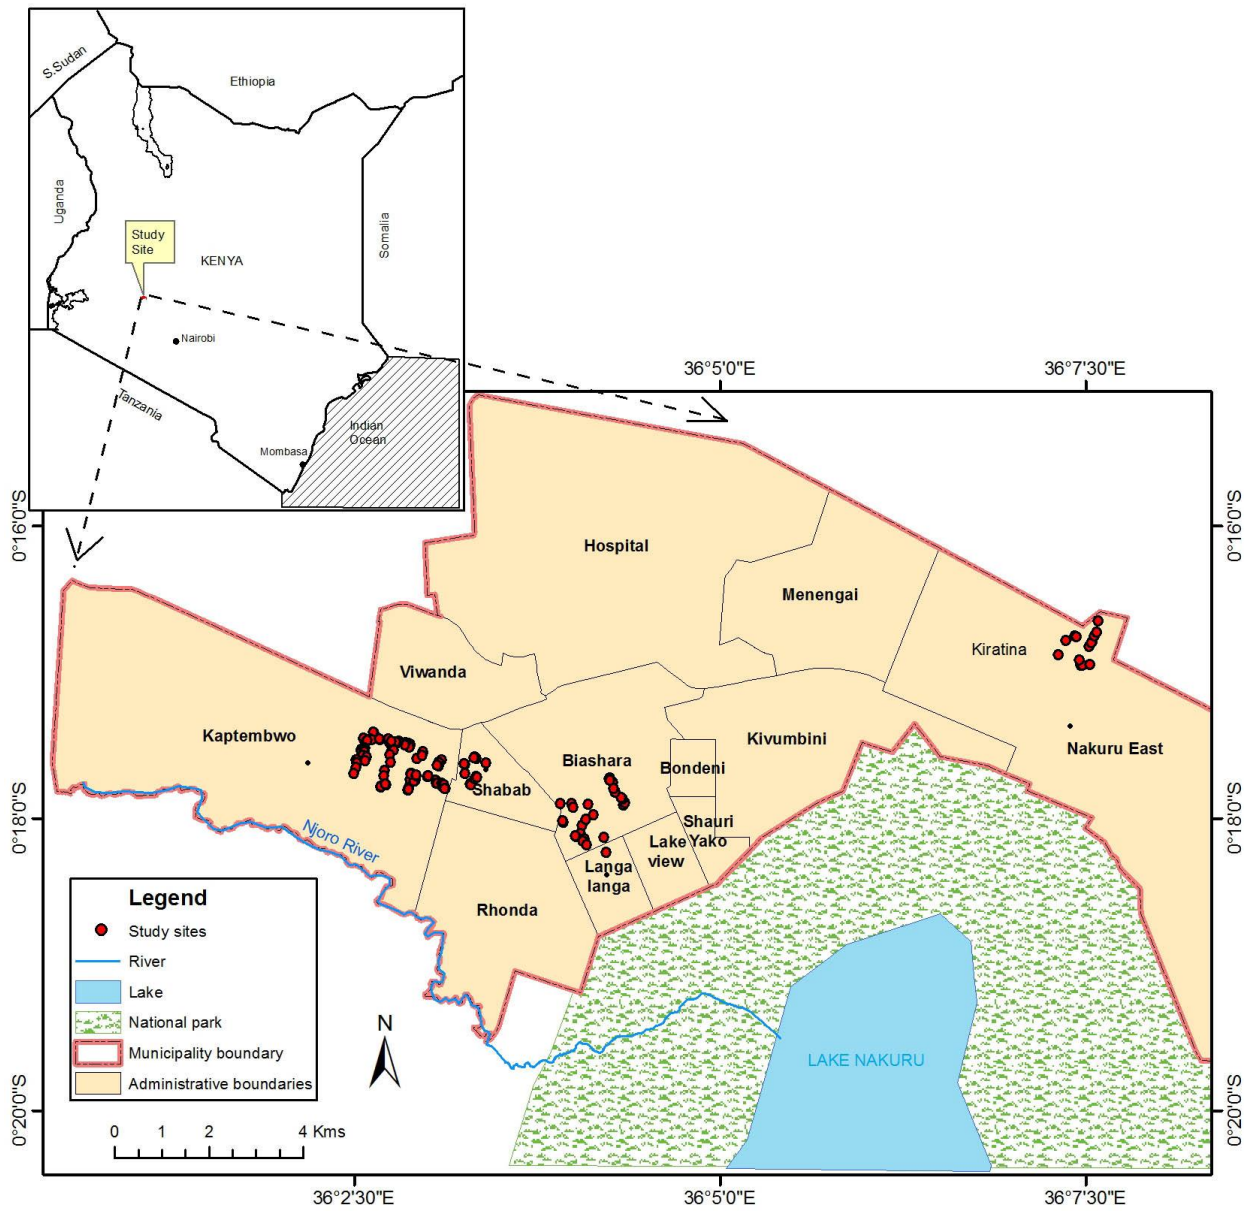 S.Sudan
Ethiopia
Uganda
Somalia
Study
Site
KENYA
Nairobi
Tanzania
Indian
Ocean
Mombasa
36°5'0"E
36°7'30"E
0°16'0"S
0°16'0"S
Hospital
Menengai
Kiratina
Viwanda
Kaptembwo
Biashara
Kivumbini
Nakuru East
Bondeni
Shabab
0°18'0"S
0°18'0"S
Shauri
Yako
Lake
view
Njoro River
Langa
langa
Rhonda
Legend
Study sites
River
Lake
National park
Municipality boundary
Administrative boundaries
N
LAKE NAKURU
0°20'0"S
0°20'0"S
0 1 2 4 Kms
36°2'30"E
36°5'0"E
36°7'30"E